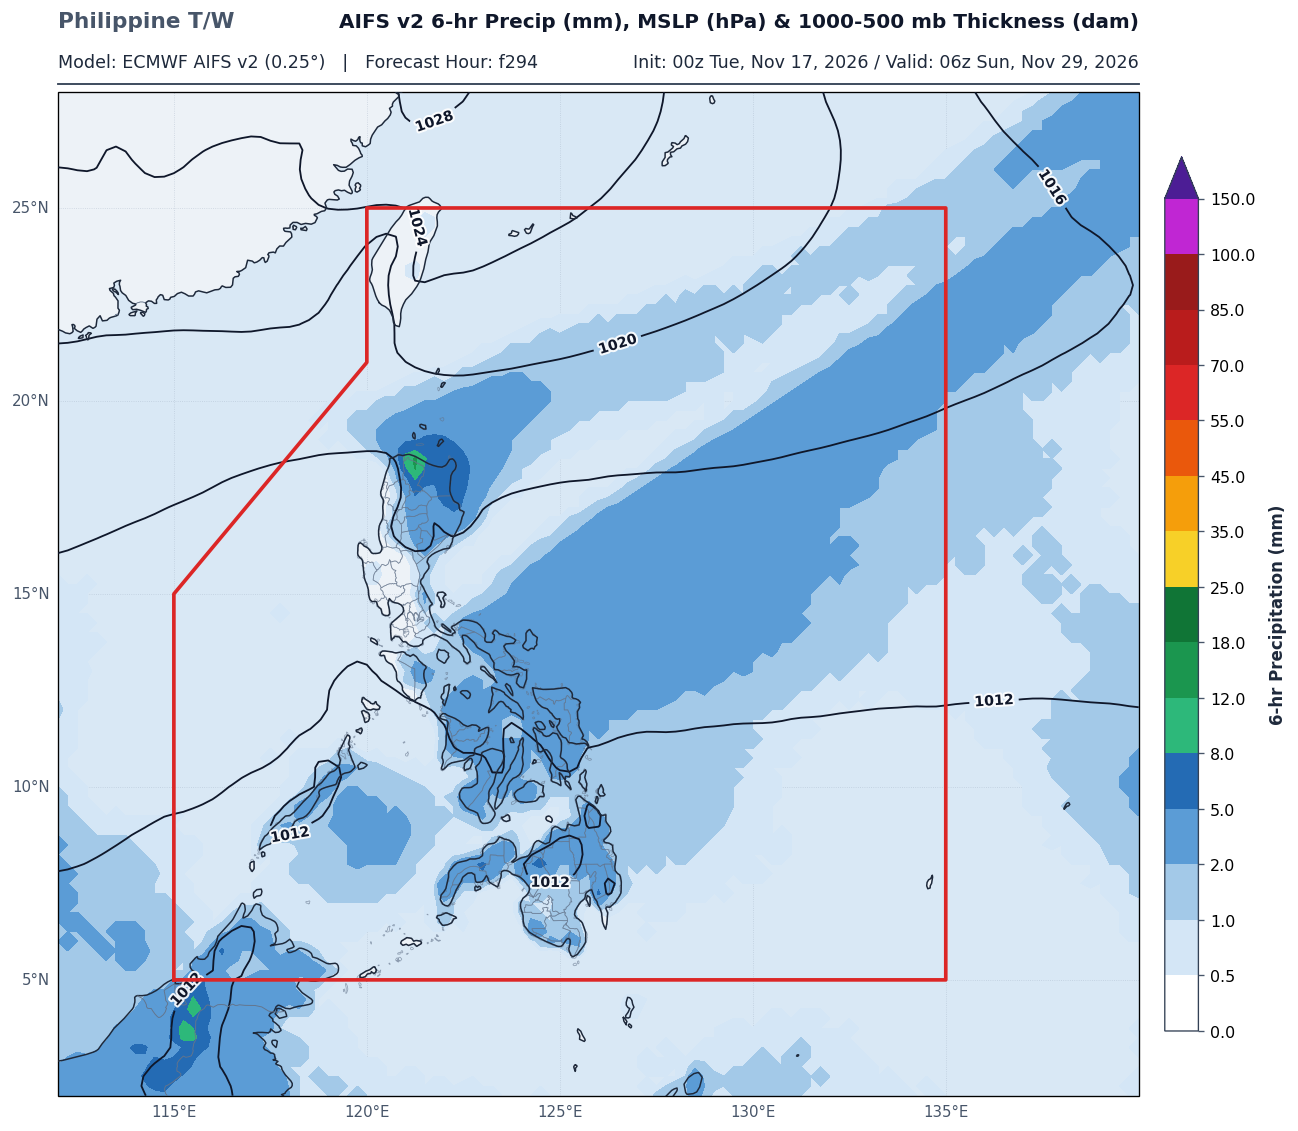 Philippine T/W
AIFS v2 6-hr Precip (mm), MSLP (hPa) & 1000-500 mb Thickness (dam)
Model: ECMWF AIFS v2 (0.25°) | Forecast Hour: f294
Init: 00z Tue, Nov 17, 2026 / Valid: 06z Sun, Nov 29, 2026
1028
1016
1024
1020
1012
1012
1012
1012
25°N
20°N
15°N
10°N
5°N
115°E
120°E
125°E
130°E
135°E
150.0
100.0
85.0
70.0
55.0
45.0
35.0
25.0
18.0
12.0
8.0
5.0
2.0
1.0
0.5
0.0
6-hr Precipitation (mm)